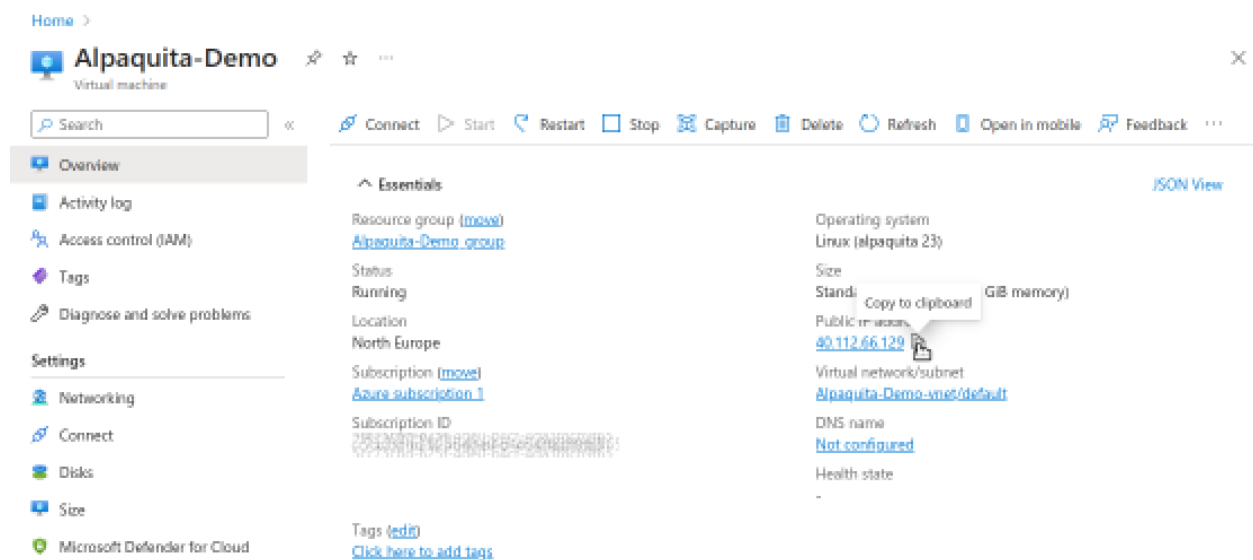 Home >
Alpaquita-Demo
Virtual machine
Search
Connect Start Restart Stop Capture Delete Refresh Open in mobile Feedback ...
Overview
Activity log
Access control (IAM)
Tags
Diagnose and solve problems
Settings
Networking
Connect
Disks
Size
Microsoft Defender for Cloud
Essentials
JSON View
Resource group (move)
Alpaquita-Demo_group
Status
Running
Location
North Europe
Subscription (move)
Azure subscription 1
Subscription ID
Tags (edit)
Click here to add tags
Operating system
Linux (alpaquita 23)
Size
GiB memory)
Copy to clipboard
Public IP
40.112.66.129
Virtual network/subnet
Alpaquita-Demo-vnet/default
DNS name
Not configured
Health state
-